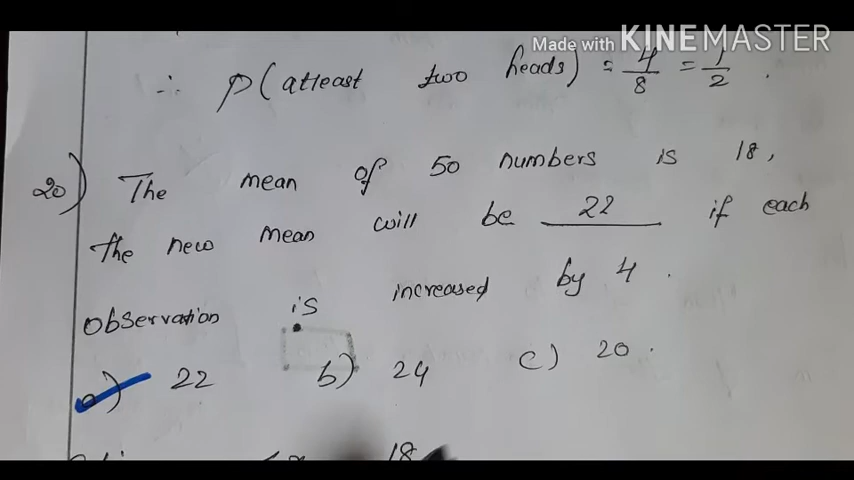 Made with KINEMASTER
∴ P(atleast two heads) = 4/8 = 1/2 .
20) The mean of 50 numbers is 18,
the new mean will be 22 if each
observation is increased by 4 .
a) 22 b) 24 c) 20 .
18